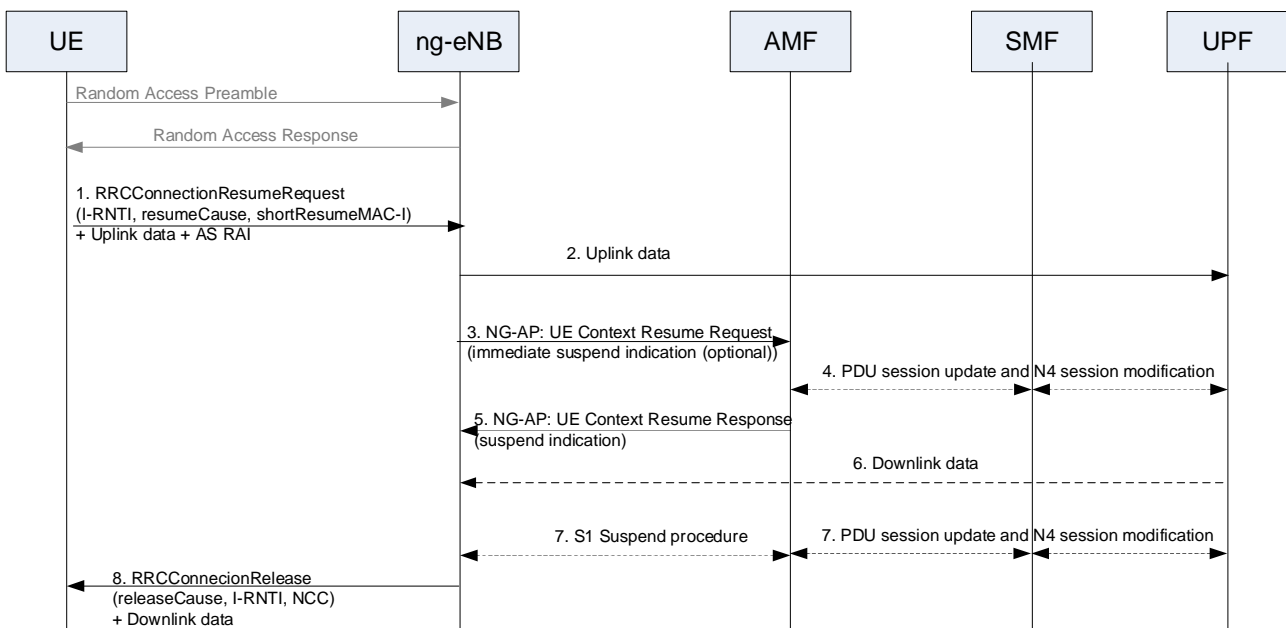 UE
ng-eNB
AMF
SMF
UPF
Random Access Preamble
Random Access Response
1. RRCConnectionResumeRequest
(I-RNTI, resumeCause, shortResumeMAC-I)
+ Uplink data + AS RAI
2. Uplink data
3. NG-AP: UE Context Resume Request
(immediate suspend indication (optional))
4. PDU session update and N4 session modification
5. NG-AP: UE Context Resume Response
(suspend indication)
6. Downlink data
7. S1 Suspend procedure
7. PDU session update and N4 session modification
8. RRCConnecionRelease
(releaseCause, I-RNTI, NCC)
+ Downlink data